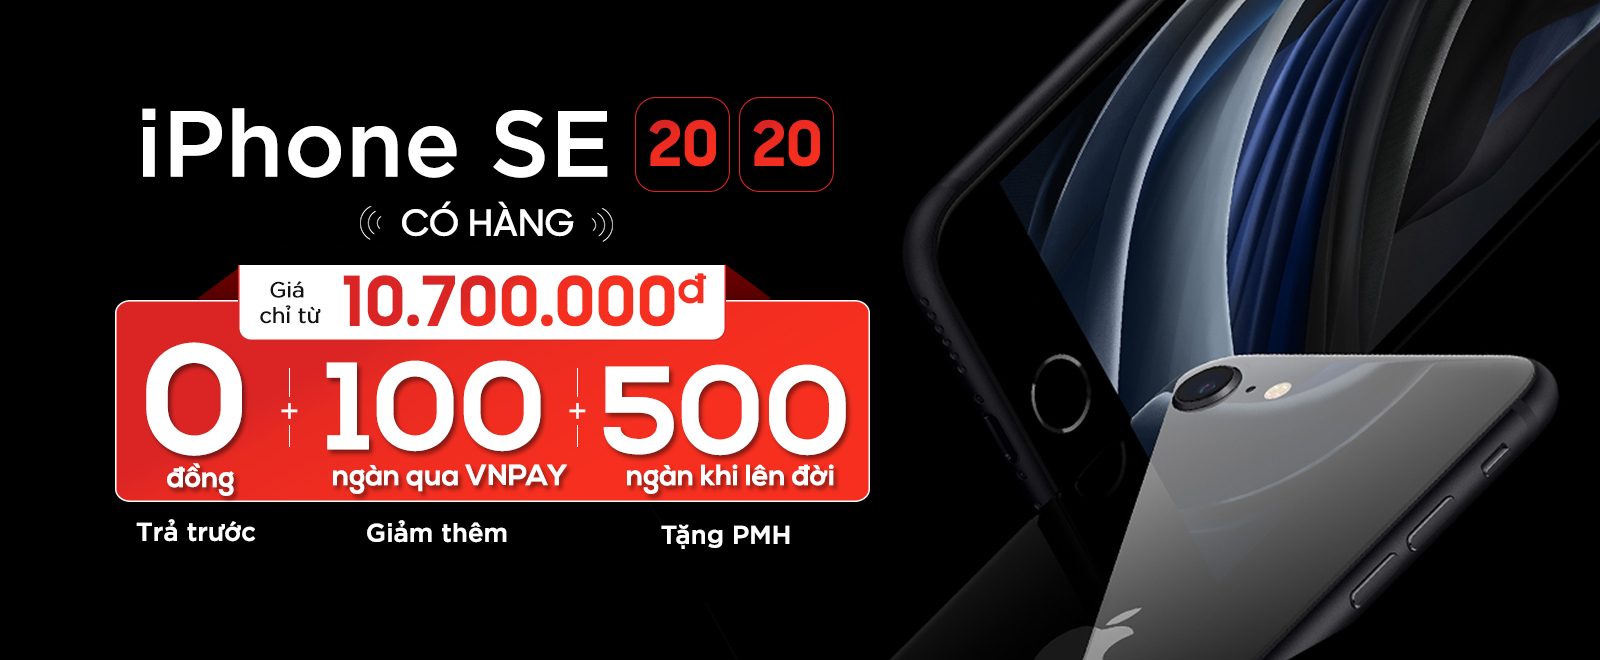 iPhone SE 20 20
CÓ HÀNG
Giá
chỉ từ
10.700.000đ
0 + 100 + 500
đồng ngàn qua VNPAY ngàn khi lên đời
Trả trước Giảm thêm Tặng PMH